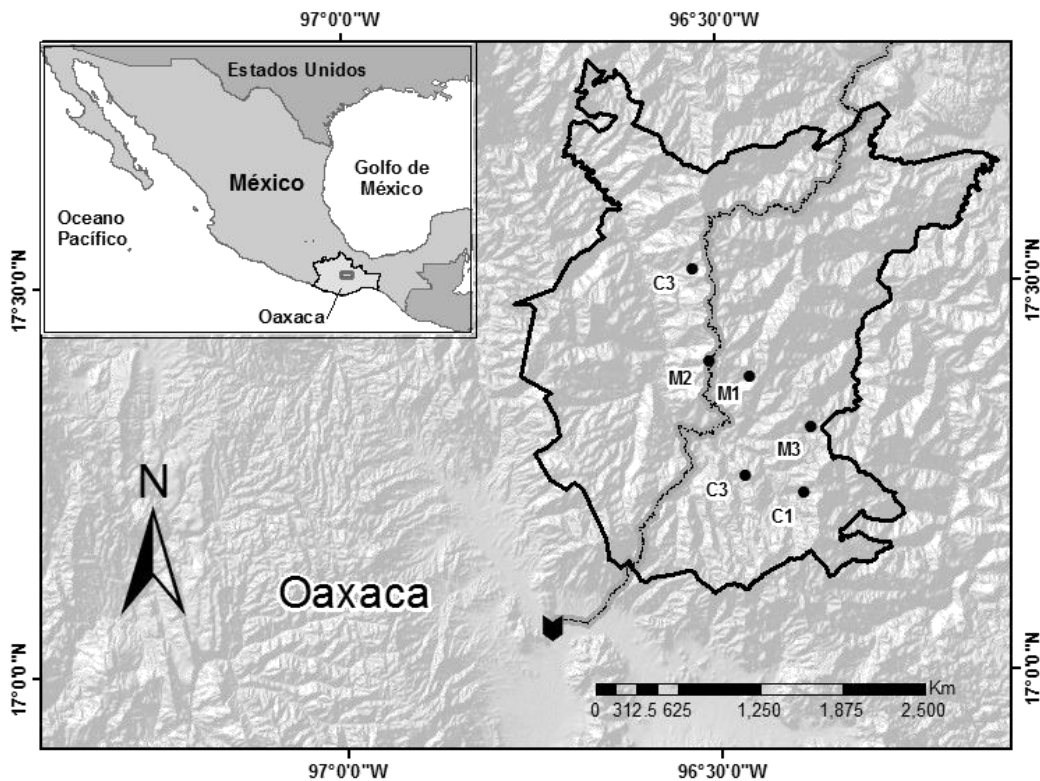 97°0'0"W
96°30'0"W
Estados Unidos
México
Golfo de
México
Oceano
Pacífico
Oaxaca
17°30'0"N
17°30'0"N
C3
M2
M1
M3
C3
C1
N
Oaxaca
17°0'0"N
17°0'0"N
Km
0 312.5 625 1,250 1,875 2,500
97°0'0"W
96°30'0"W